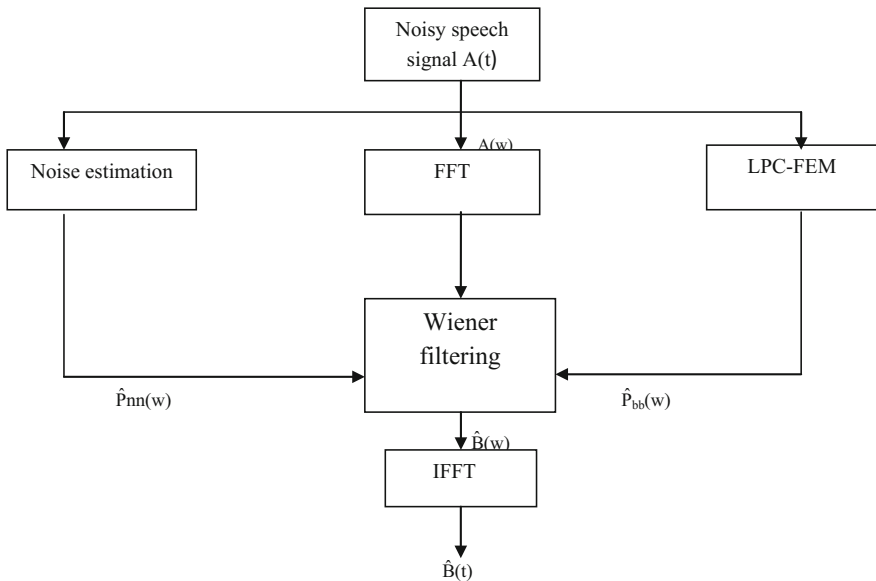 Noisy speech
signal A(t)
A(w)
Noise estimation
FFT
LPC-FEM
Wiener
filtering
P̂nn(w)
P̂bb(w)
B̂(w)
IFFT
B̂(t)